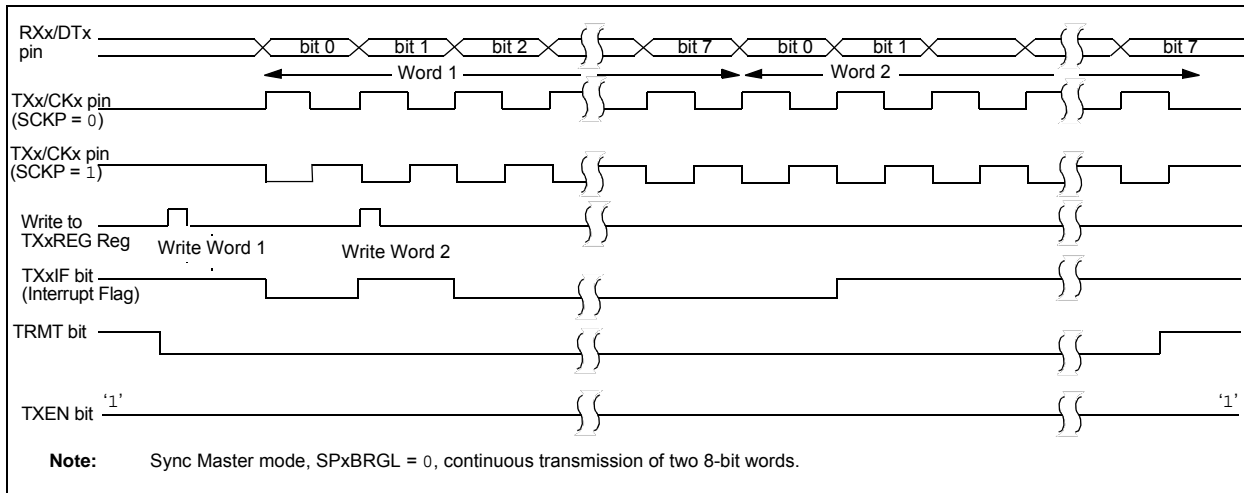 RXx/DTx
pin
bit 0 bit 1 bit 2 bit 7 bit 0 bit 1 bit 7
Word 1 Word 2
TXx/CKx pin
(SCKP = 0)
TXx/CKx pin
(SCKP = 1)
Write to
TXxREG Reg
Write Word 1 Write Word 2
TXxIF bit
(Interrupt Flag)
TRMT bit
TXEN bit '1' '1'
Note: Sync Master mode, SPxBRGL = 0, continuous transmission of two 8-bit words.